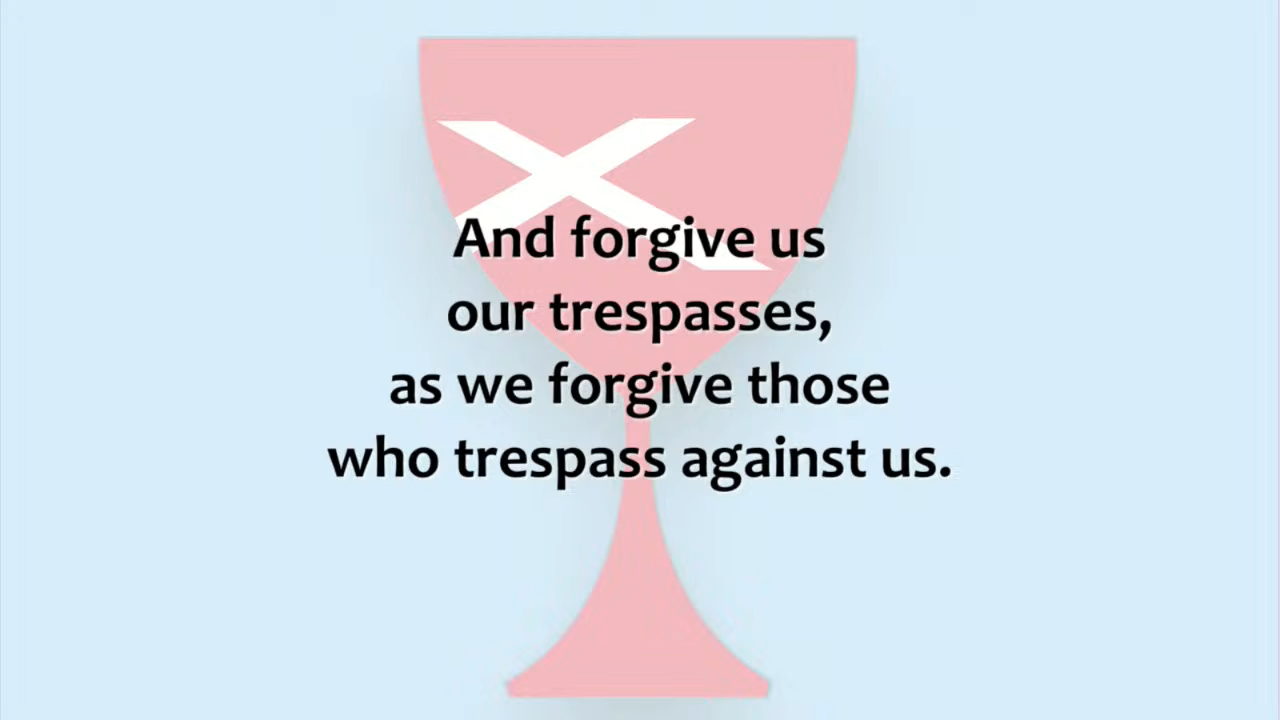 And forgive us
our trespasses,
as we forgive those
who trespass against us.